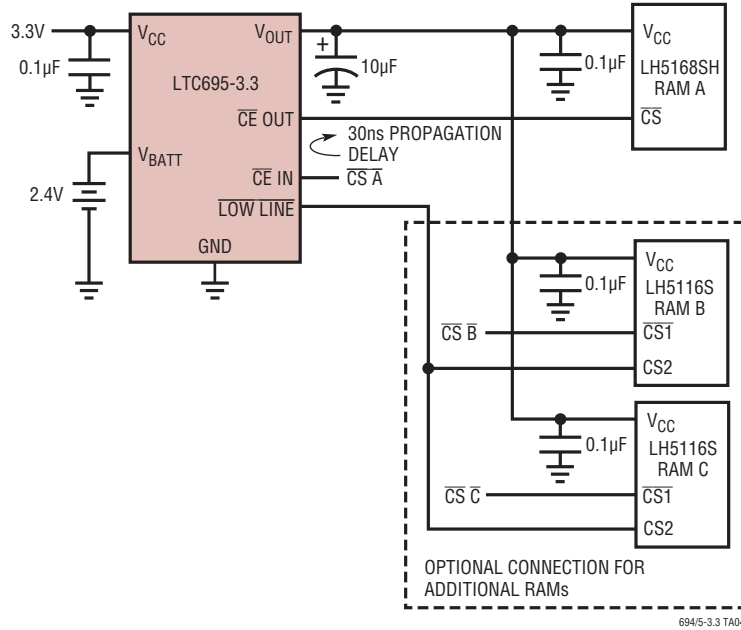 3.3V
0.1µF
VCC
VOUT
LTC695-3.3
CE OUT
VBATT
CE IN
LOW LINE
GND
2.4V
+
10µF
30ns PROPAGATION
DELAY
CS A
0.1µF
VCC
LH5168SH
RAM A
CS
0.1µF
VCC
LH5116S
RAM B
CS1
CS2
CS B
0.1µF
VCC
LH5116S
RAM C
CS1
CS2
CS C
OPTIONAL CONNECTION FOR
ADDITIONAL RAMs